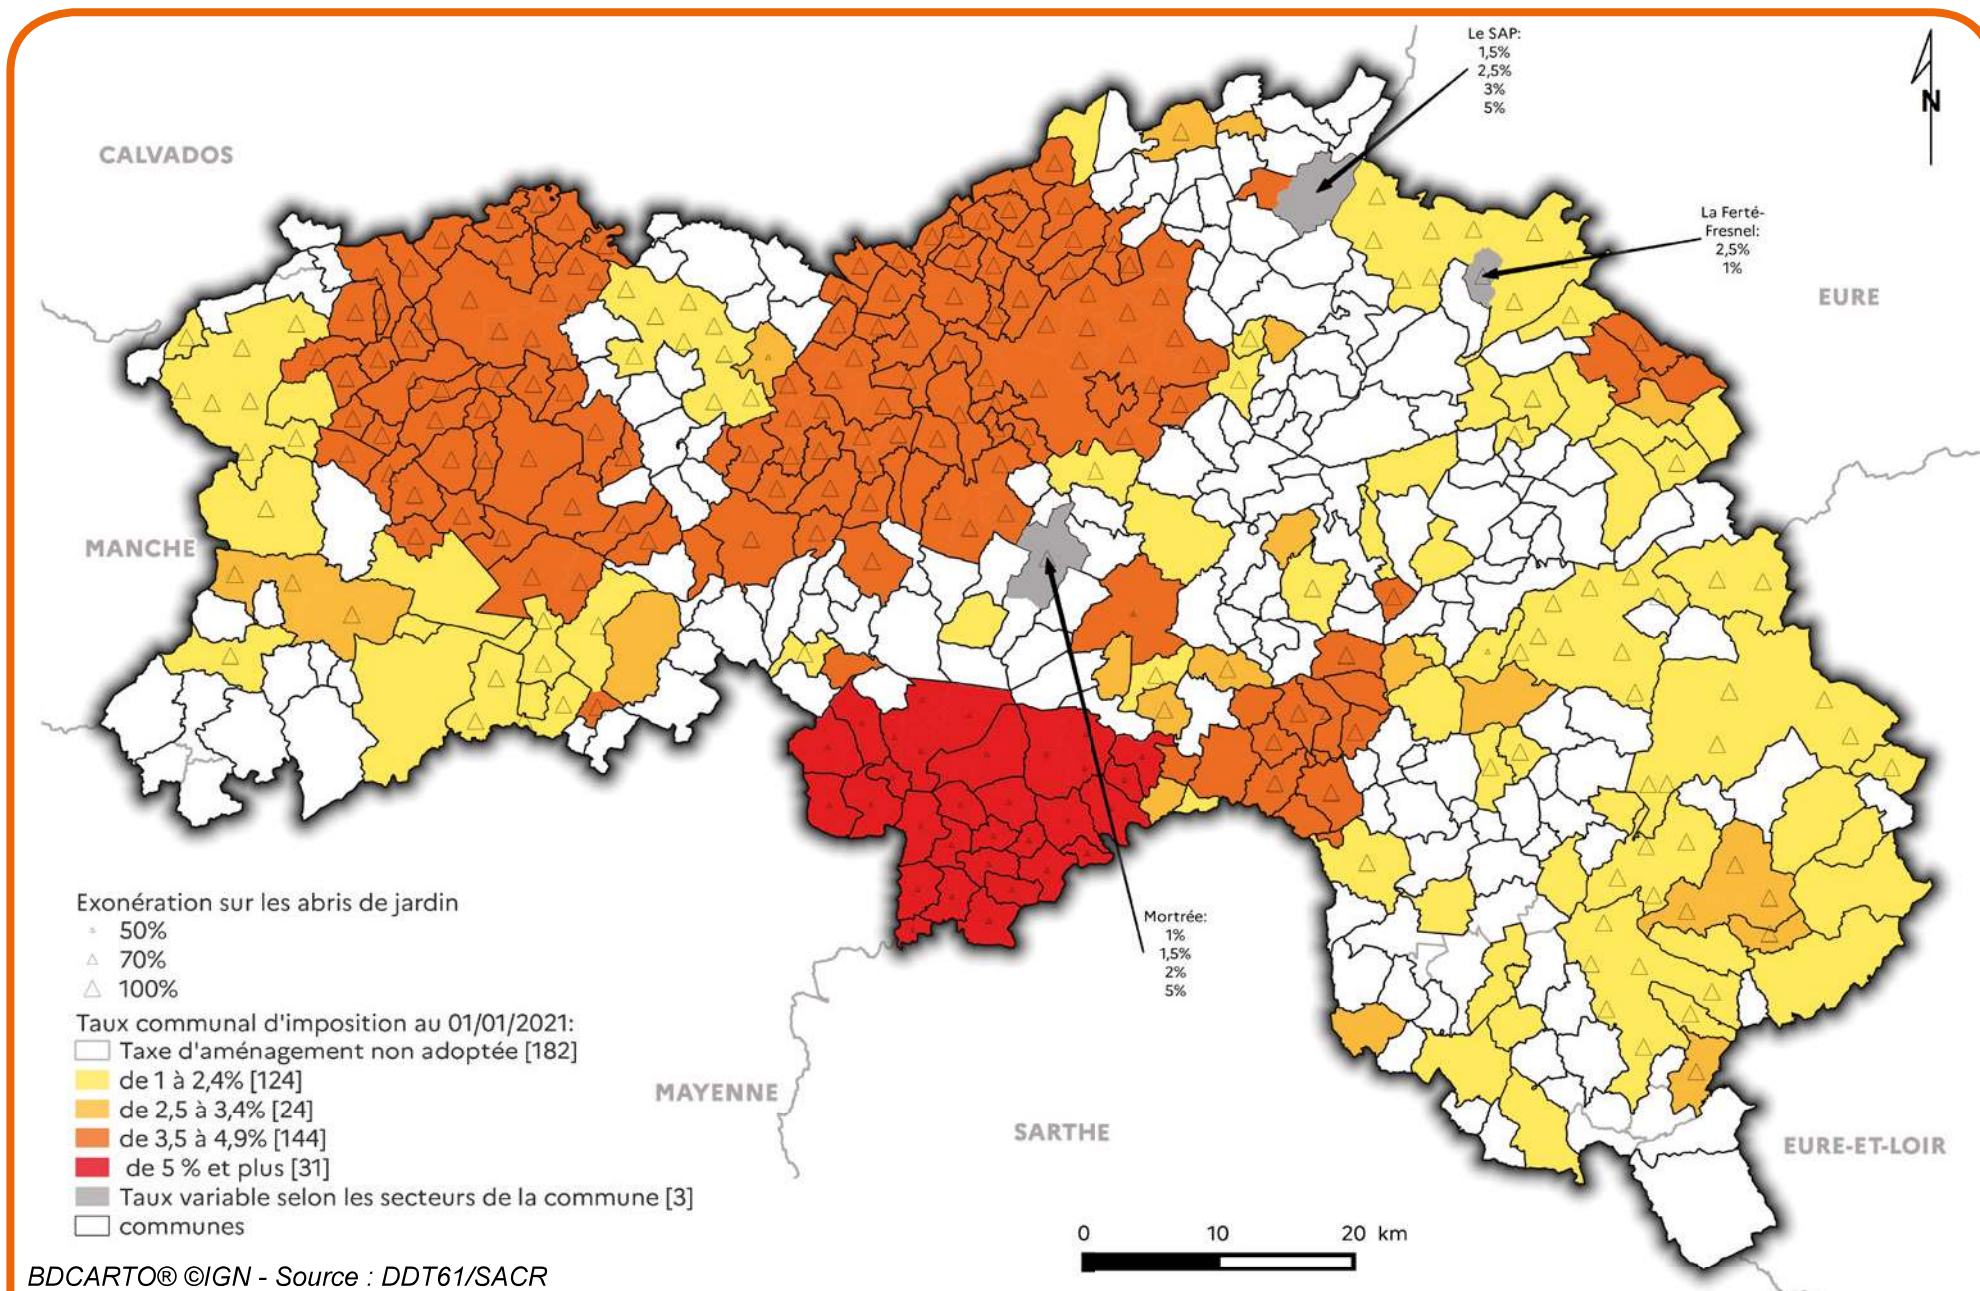 Le SAP:
1,5%
2,5%
3%
5%
N
CALVADOS
La Ferté-
Fresnel:
2,5%
1%
EURE
MANCHE
Mortrée:
1%
1,5%
2%
5%
Exonération sur les abris de jardin
50%
70%
100%
Taux communal d'imposition au 01/01/2021:
Taxe d'aménagement non adoptée [182]
de 1 à 2,4% [124]
de 2,5 à 3,4% [24]
de 3,5 à 4,9% [144]
de 5 % et plus [31]
Taux variable selon les secteurs de la commune [3]
communes
MAYENNE
SARTHE
EURE-ET-LOIR
0 10 20 km
BDCARTO® ©IGN - Source : DDT61/SACR